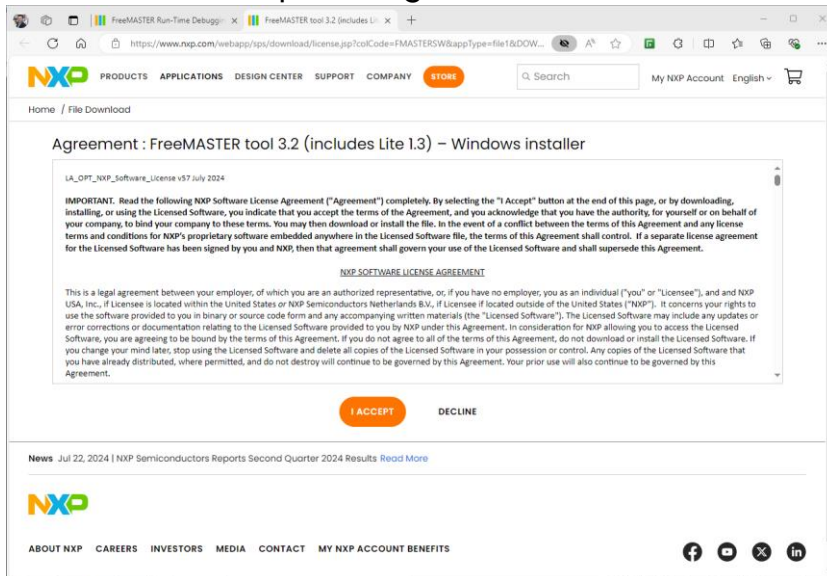 FreeMASTER Run-Time Debuggin
FreeMASTER tool 3.2 (includes Li
https://www.nxp.com/webapp/sps/download/license.jsp?colCode=FMASTERSW&appType=file1&DOW...
NXP
PRODUCTS APPLICATIONS DESIGN CENTER SUPPORT COMPANY STORE
Search
My NXP Account English
Home / File Download
Agreement : FreeMASTER tool 3.2 (includes Lite 1.3) – Windows installer
LA_OPT_NXP_Software_License v57 July 2024
IMPORTANT. Read the following NXP Software License Agreement ("Agreement") completely. By selecting the "I Accept" button at the end of this page, or by downloading,
installing, or using the Licensed Software, you indicate that you accept the terms of the Agreement, and you acknowledge that you have the authority, for yourself or on behalf of
your company, to bind your company to these terms. You may then download or install the file. In the event of a conflict between the terms of this Agreement and any license
terms and conditions for NXP's proprietary software embedded anywhere in the Licensed Software file, the terms of this Agreement shall control. If a separate license agreement
for the Licensed Software has been signed by you and NXP, then that agreement shall govern your use of the Licensed Software and shall supersede this Agreement.
NXP SOFTWARE LICENSE AGREEMENT
This is a legal agreement between your employer, of which you are an authorized representative, or, if you have no employer, you as an individual ("you" or "Licensee"), and and NXP
USA, Inc., if Licensee is located within the United States or NXP Semiconductors Netherlands B.V., if Licensee if located outside of the United States ("NXP"). It concerns your rights to
use the software provided to you in binary or source code form and any accompanying written materials (the "Licensed Software"). The Licensed Software may include any updates or
error corrections or documentation relating to the Licensed Software provided to you by NXP under this Agreement. In consideration for NXP allowing you to access the Licensed
Software, you are agreeing to be bound by the terms of this Agreement. If you do not agree to all of the terms of this Agreement, do not download or install the Licensed Software. If
you change your mind later, stop using the Licensed Software and delete all copies of the Licensed Software in your possession or control. Any copies of the Licensed Software that
you have already distributed, where permitted, and do not destroy will continue to be governed by this Agreement. Your prior use will also continue to be governed by this
Agreement.
I ACCEPT DECLINE
News Jul 22, 2024 | NXP Semiconductors Reports Second Quarter 2024 Results Read More
NXP
ABOUT NXP CAREERS INVESTORS MEDIA CONTACT MY NXP ACCOUNT BENEFITS